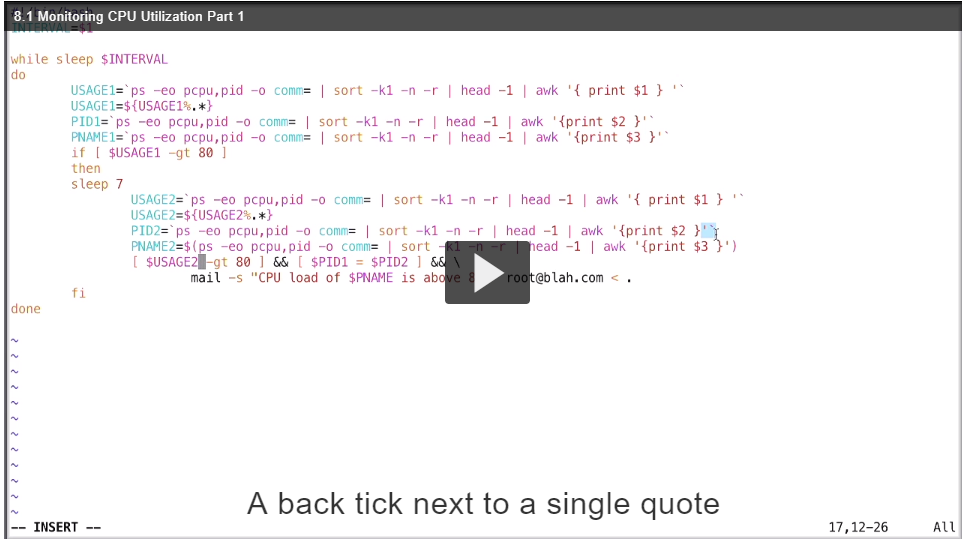 8.1 Monitoring CPU Utilization Part 1
#!/bin/bash
INTERVAL=$1
while sleep $INTERVAL
do
USAGE1=`ps -eo pcpu,pid -o comm= | sort -k1 -n -r | head -1 | awk '{ print $1 } '`
USAGE1=${USAGE1%.*}
PID1=`ps -eo pcpu,pid -o comm= | sort -k1 -n -r | head -1 | awk '{print $2 }'`
PNAME1=`ps -eo pcpu,pid -o comm= | sort -k1 -n -r | head -1 | awk '{print $3 }'`
if [ $USAGE1 -gt 80 ]
then
sleep 7
USAGE2=`ps -eo pcpu,pid -o comm= | sort -k1 -n -r | head -1 | awk '{ print $1 } '`
USAGE2=${USAGE2%.*}
PID2=`ps -eo pcpu,pid -o comm= | sort -k1 -n -r | head -1 | awk '{print $2 }'`
PNAME2=$(ps -eo pcpu,pid -o comm= | sort -k1 -n -r | head -1 | awk '{print $3 }')
[ $USAGE2 -gt 80 ] && [ $PID1 = $PID2 ] && \
mail -s "CPU load of $PNAME is above 8 root@blah.com < .
fi
done
~
~
~
~
~
~
~
~
~
~
~
~
A back tick next to a single quote
-- INSERT -- 17,12-26 All